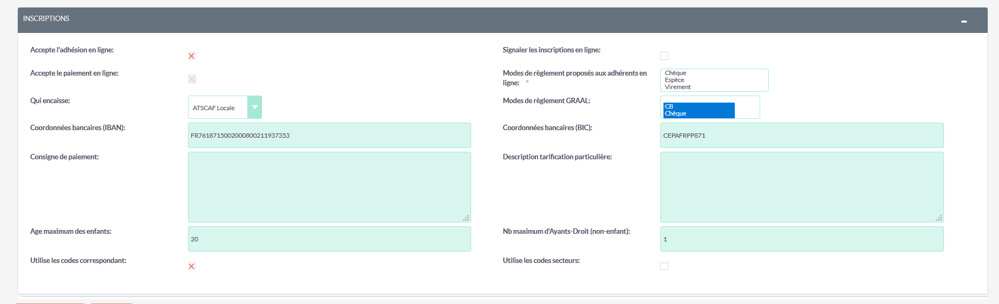 INSCRIPTIONS
Accepte l'adhésion en ligne:
Signaler les inscriptions en ligne:
Accepte le paiement en ligne:
Modes de règlement proposés aux adhérents en
ligne: *
Chèque
Espèce
Virement
Qui encaisse:
ATSCAF Locale
Modes de règlement GRAAL:
CB
Chèque
Coordonnées bancaires (IBAN):
FR7618715002000800211937353
Coordonnées bancaires (BIC):
CEPAFRPP871
Consigne de paiement:
Description tarification particulière:
Age maximum des enfants:
20
Nb maximum d'Ayants-Droit (non-enfant):
1
Utilise les codes correspondant:
Utilise les codes secteurs: